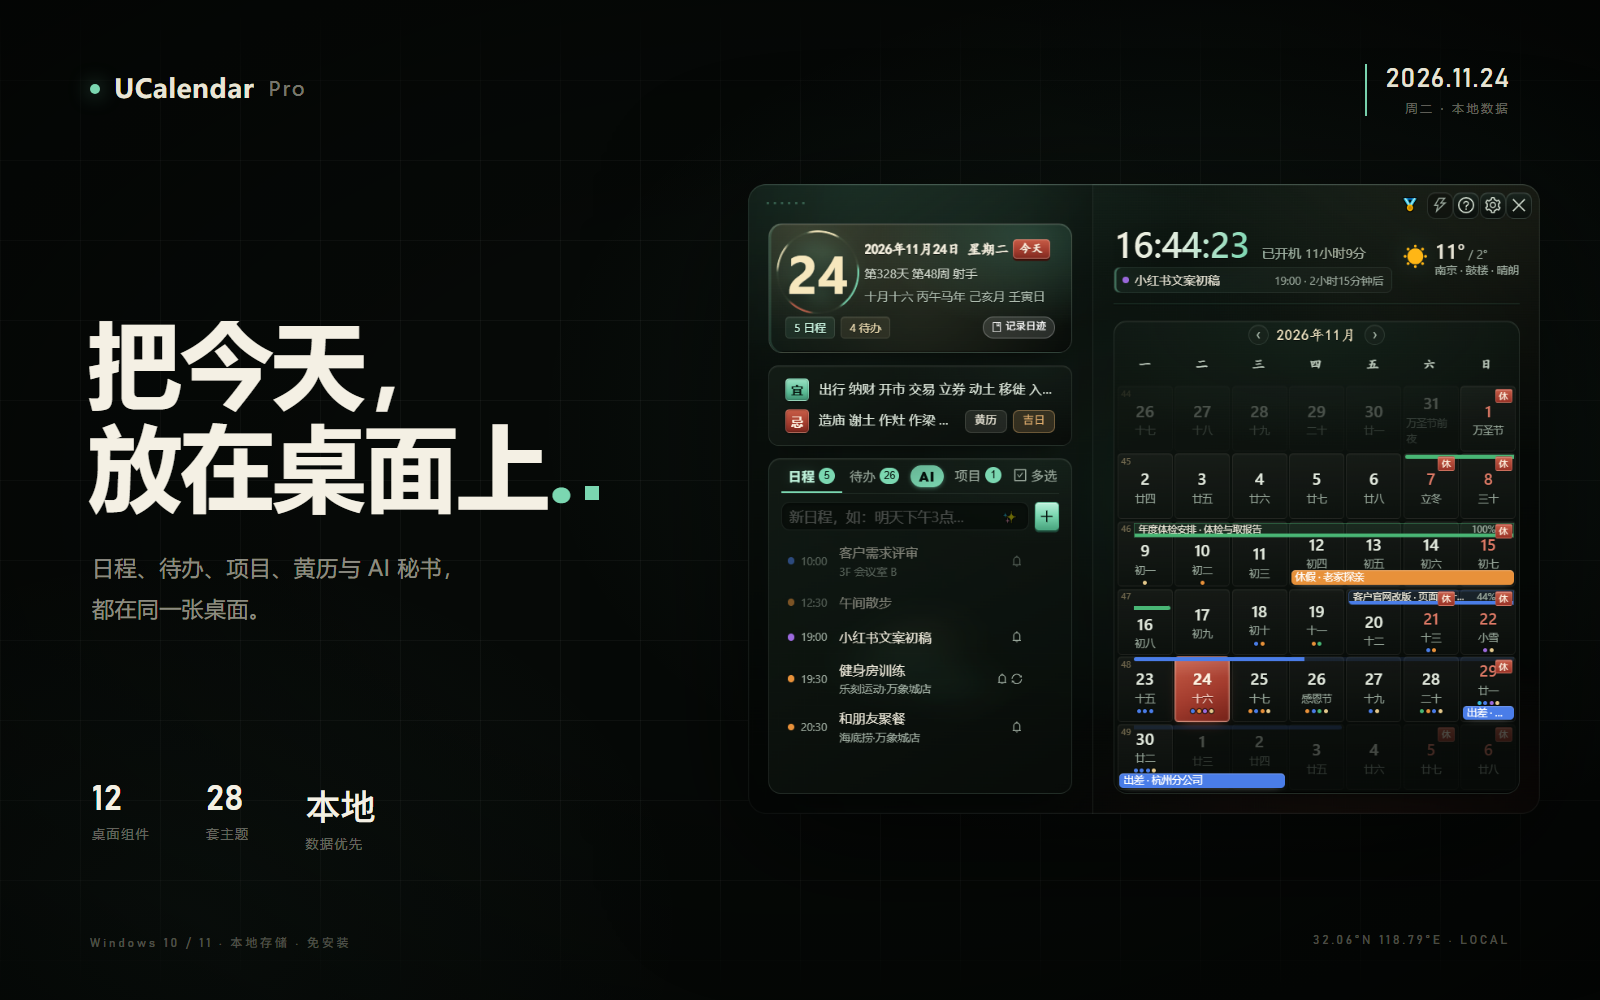 UCalendar Pro
2026.11.24
周二 · 本地数据
把今天，
放在桌面上.
日程、待办、项目、黄历与 AI 秘书，
都在同一张桌面。
12
桌面组件
28
套主题
本地
数据优先
Windows 10 / 11 · 本地存储 · 免安装
32.06°N 118.79°E · LOCAL
24
2026年11月24日 星期二 今天
第328天 第48周 射手
十月十六 丙午马年 己亥月 壬寅日
5 日程 4 待办 记录日迹
宜 出行 纳财 开市 交易 立券 动土 移徙 入...
忌 造庙 谢土 作灶 作梁 ... 黄历 吉日
日程 5 待办 26 AI 项目 1 多选
新日程，如：明天下午3点... +
10:00 客户需求评审
3F 会议室 B
12:30 午间散步
19:00 小红书文案初稿
19:30 健身房训练
乐刻运动·万象城店
20:30 和朋友聚餐
海底捞·万象城店
16:44:23 已开机 11小时9分
11° / 2°
南京 · 鼓楼 · 晴朗
小红书文案初稿 19:00 · 2小时15分钟后
‹ 2026年11月 ›
一 二 三 四 五 六 日
44 休
26 27 28 29 30 31 1
十七 十八 十九 二十 廿一 万圣节前夜 万圣节
45 休 休
2 3 4 5 6 7 8
廿四 廿五 廿六 廿七 廿八 立冬 三十
46 年度体检安排 · 体检与取报告 100% 休
9 10 11 12 13 14 15
初一 初二 初三 初四 初五 初六 初七
休假 · 老家探亲
47 客户官网改版 · 页面 休 ... 44% 休
16 17 18 19 20 21 22
初八 初九 初十 十一 十二 十三 小雪
48 休
23 24 25 26 27 28 29
十五 十六 十七 感恩节 十九 二十 廿一
出差 · ...
49 休 休
30 1 2 3 4 5 6
廿二 廿三 廿四 廿五 廿六 廿七 廿八
出差 · 杭州分公司